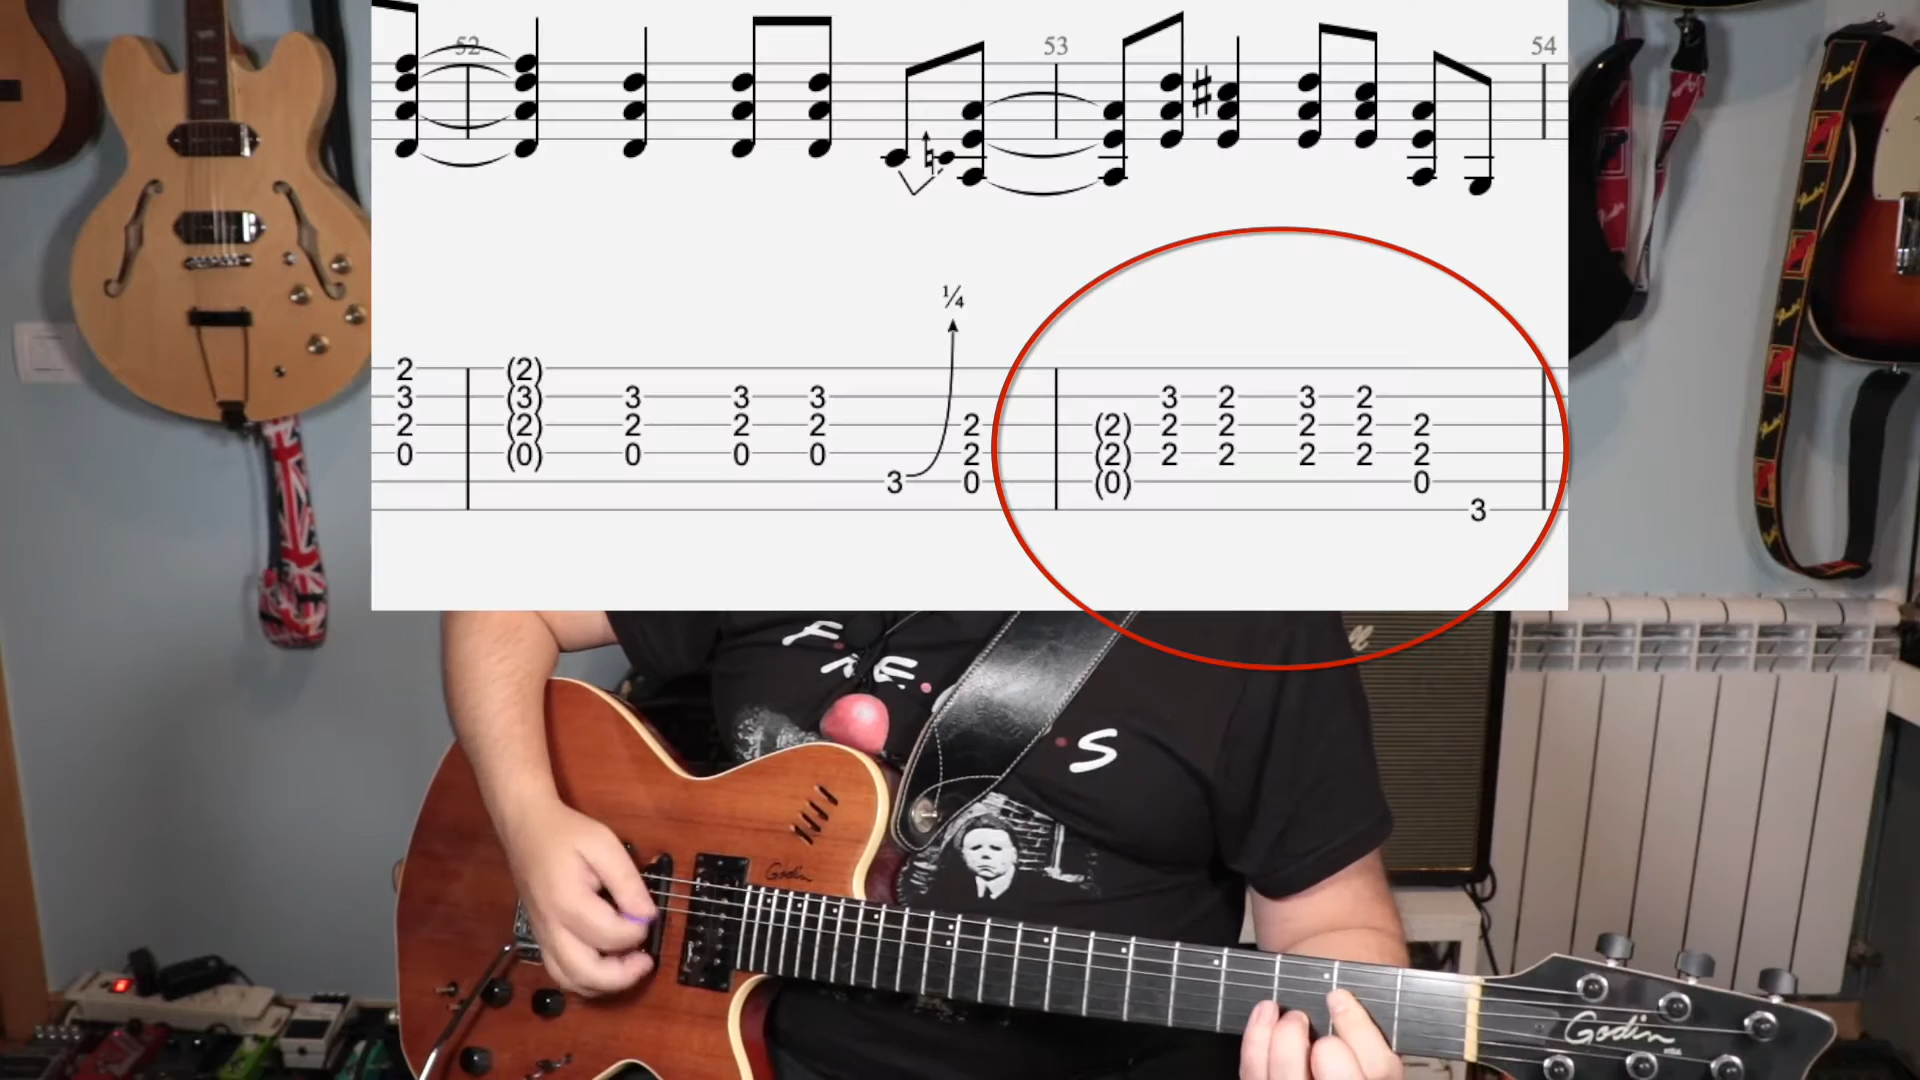 52 53 54
1/4
2 (2) (2)
3 (3) 3 3 3 3 2 3 2
2 (2) 2 2 2 2 (2) 2 2 2 2 2
0 (0) 0 0 0 2 (2) 2 2 2 2 2
3 0 (0) 0
3
F.
M.E.
S
Godin
Godin